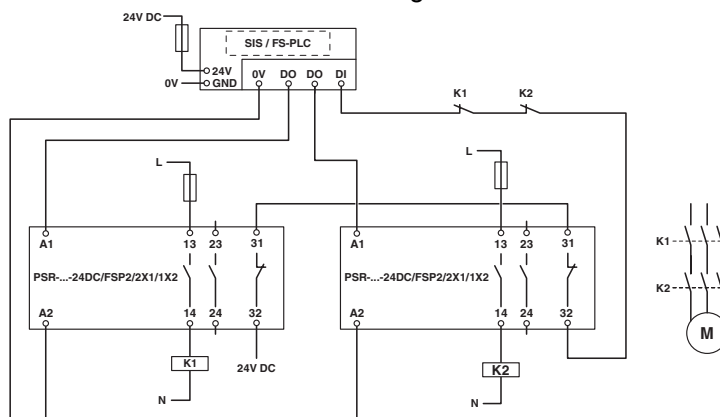 24V DC
SIS / FS-PLC
24V
0V GND
0V DO DO DI
K1 K2
L
L
A1 13 23 31
A1 13 23 31
PSR-...-24DC/FSP2/2X1/1X2
PSR-...-24DC/FSP2/2X1/1X2
A2 14 24 32
A2 14 24 32
K1
24V DC
K2
N
N
K1
K2
M